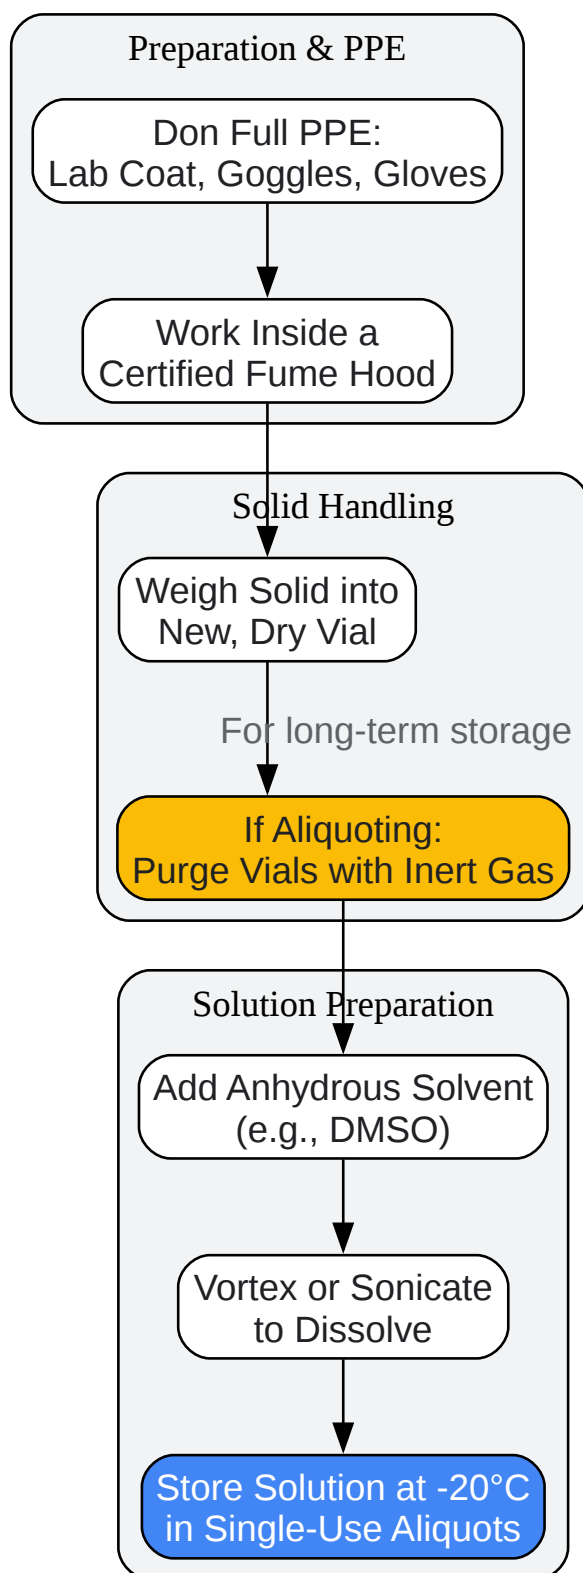 Preparation & PPE
Don Full PPE:
Lab Coat, Goggles, Gloves
Work Inside a
Certified Fume Hood
Solid Handling
Weigh Solid into
New, Dry Vial
For long-term storage
If Aliquoting:
Purge Vials with Inert Gas
Solution Preparation
Add Anhydrous Solvent
(e.g., DMSO)
Vortex or Sonicate
to Dissolve
Store Solution at -20°C
in Single-Use Aliquots